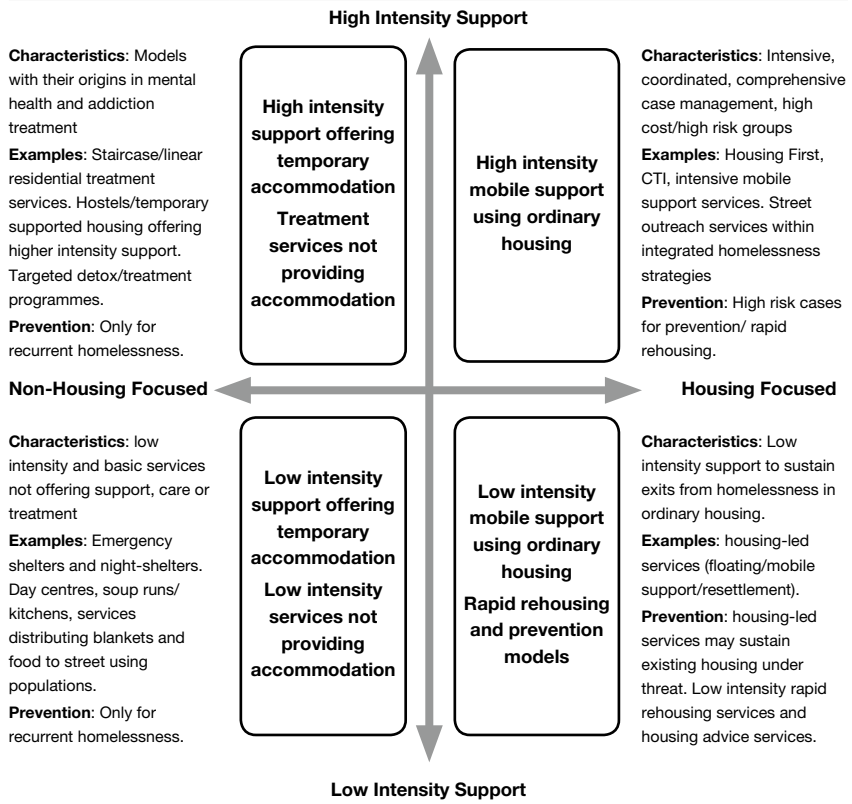 High Intensity Support
Characteristics: Models
with their origins in mental
health and addiction
treatment
Examples: Staircase/linear
residential treatment
services. Hostels/temporary
supported housing offering
higher intensity support.
Targeted detox/treatment
programmes.
Prevention: Only for
recurrent homelessness.
High intensity
support offering
temporary
accommodation
Treatment
services not
providing
accommodation
High intensity
mobile support
using ordinary
housing
Characteristics: Intensive,
coordinated, comprehensive
case management, high
cost/high risk groups
Examples: Housing First,
CTI, intensive mobile
support services. Street
outreach services within
integrated homelessness
strategies
Prevention: High risk cases
for prevention/ rapid
rehousing.
Non-Housing Focused
Housing Focused
Characteristics: low
intensity and basic services
not offering support, care or
treatment
Examples: Emergency
shelters and night-shelters.
Day centres, soup runs/
kitchens, services
distributing blankets and
food to street using
populations.
Prevention: Only for
recurrent homelessness.
Low intensity
support offering
temporary
accommodation
Low intensity
services not
providing
accommodation
Low intensity
mobile support
using ordinary
housing
Rapid rehousing
and prevention
models
Characteristics: Low
intensity support to sustain
exits from homelessness in
ordinary housing.
Examples: housing-led
services (floating/mobile
support/resettlement).
Prevention: housing-led
services may sustain
existing housing under
threat. Low intensity rapid
rehousing services and
housing advice services.
Low Intensity Support